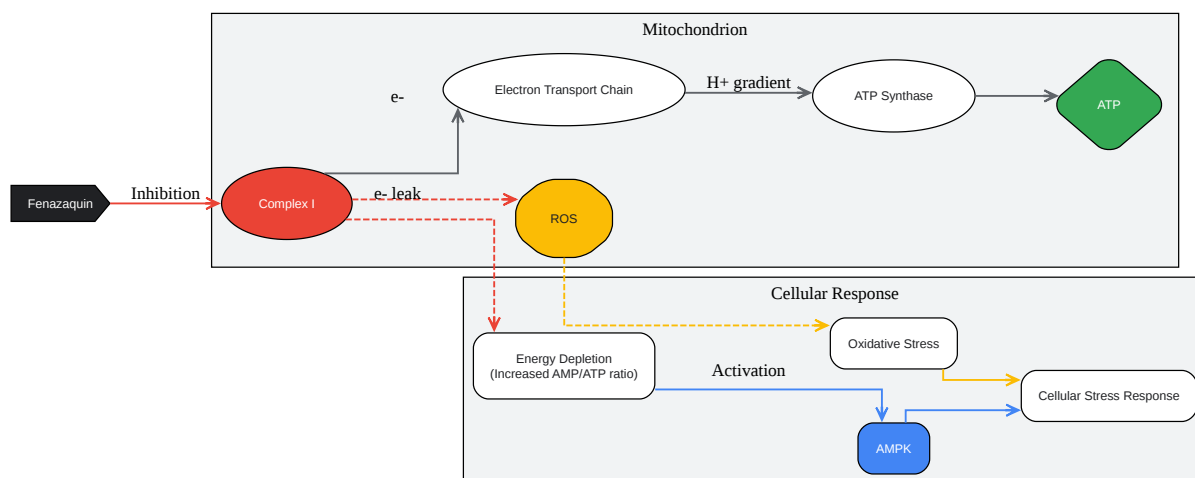 Mitochondrion
Electron Transport Chain
H+ gradient
ATP Synthase
ATP
e-
Fenazaquin
Inhibition
Complex I
e- leak
ROS
Cellular Response
Energy Depletion
(Increased AMP/ATP ratio)
Activation
Oxidative Stress
Cellular Stress Response
AMPK